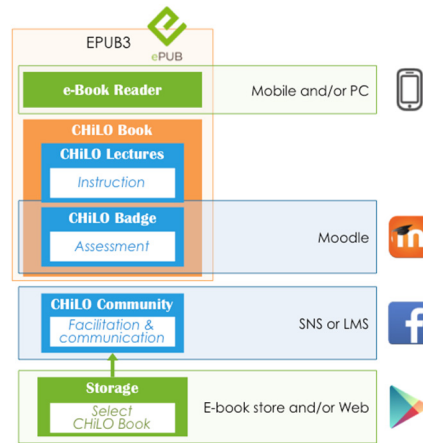 EPUB3
ePUB
e-Book Reader
Mobile and/or PC
CHiLO Book
CHiLO Lectures
Instruction
CHiLO Badge
Assessment
Moodle
CHiLO Community
Facilitation &
communication
SNS or LMS
Storage
Select
CHiLO Book
E-book store and/or Web